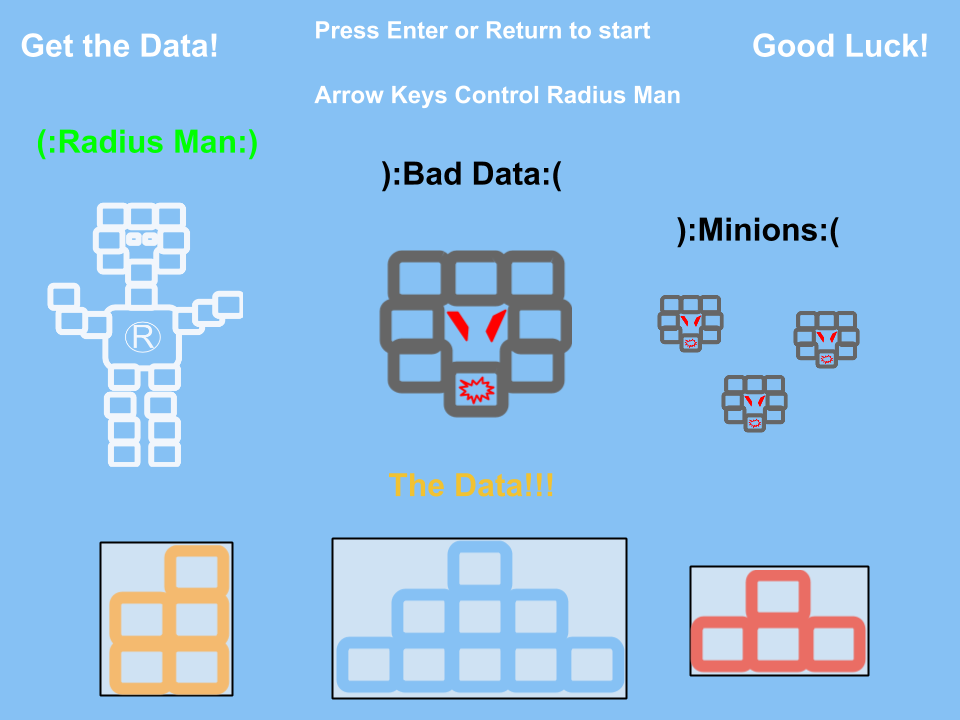 Get the Data!
Press Enter or Return to start
Good Luck!
Arrow Keys Control Radius Man
(:Radius Man:)
):Bad Data:(
):Minions:(
®
The Data!!!